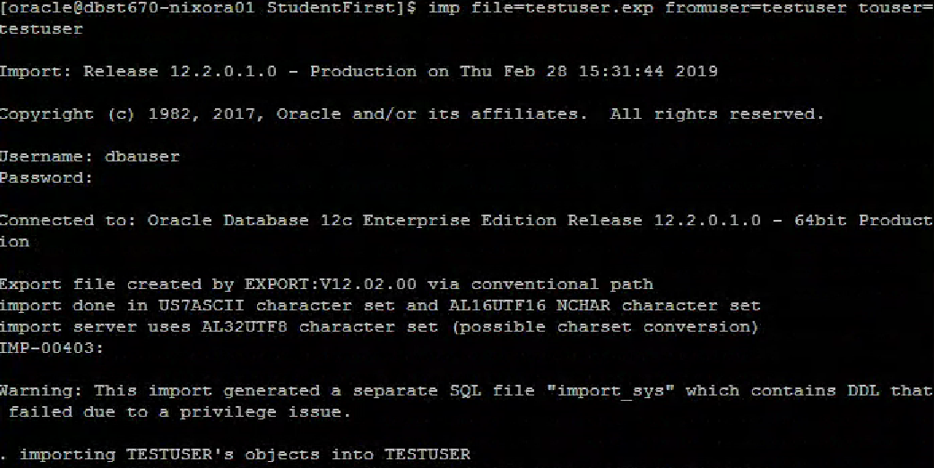 [oracle@dbst670-nixora01 StudentFirst]$ imp file=testuser.exp fromuser=testuser touser=
testuser
Import: Release 12.2.0.1.0 - Production on Thu Feb 28 15:31:44 2019
Copyright (c) 1982, 2017, Oracle and/or its affiliates.  All rights reserved.
Username: dbauser
Password:
Connected to: Oracle Database 12c Enterprise Edition Release 12.2.0.1.0 - 64bit Product
ion
Export file created by EXPORT:V12.02.00 via conventional path
import done in US7ASCII character set and AL16UTF16 NCHAR character set
import server uses AL32UTF8 character set (possible charset conversion)
IMP-00403:
Warning: This import generated a separate SQL file "import_sys" which contains DDL that
 failed due to a privilege issue.
. importing TESTUSER's objects into TESTUSER